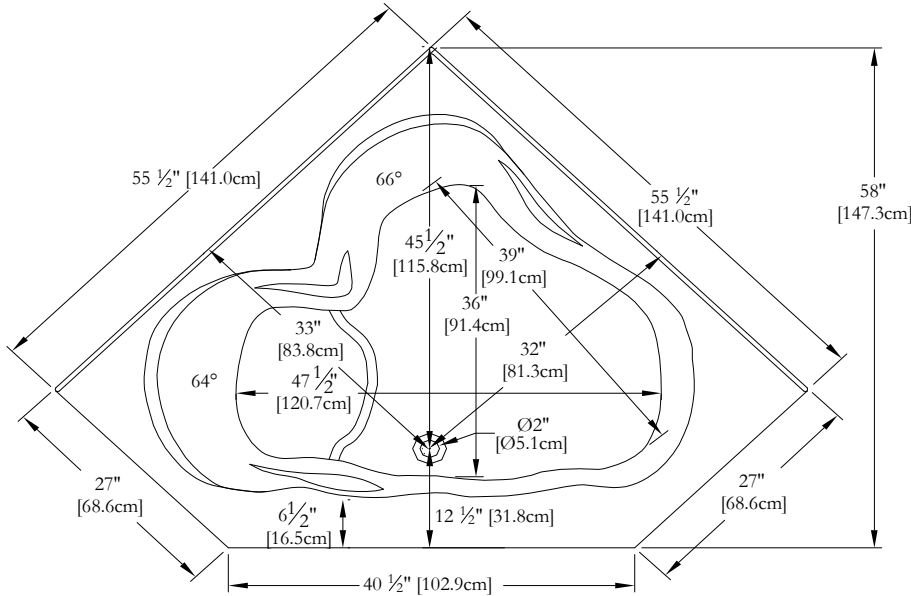 55 ½" [141.0cm]
66°
55 ½"
[141.0cm]
58"
[147.3cm]
45½"
[115.8cm]
39"
[99.1cm]
36"
[91.4cm]
33"
[83.8cm]
32"
[81.3cm]
64°
47 ½"
[120.7cm]
Ø2"
[Ø5.1cm]
27"
[68.6cm]
27"
[68.6cm]
6½"
[16.5cm]
12 ½" [31.8cm]
40 ½" [102.9cm]